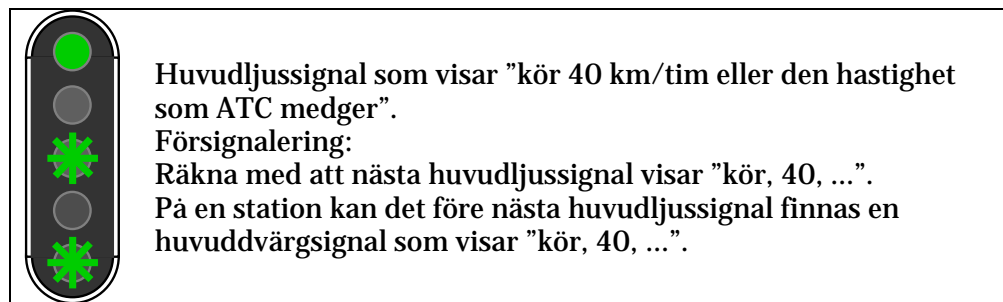 Huvudljussignal som visar ”kör 40 km/tim eller den hastighet
som ATC medger”.
Försignalering:
Räkna med att nästa huvudljussignal visar ”kör, 40, ...”.
På en station kan det före nästa huvudljussignal finnas en
huvuddvärgsignal som visar ”kör, 40, ...”.